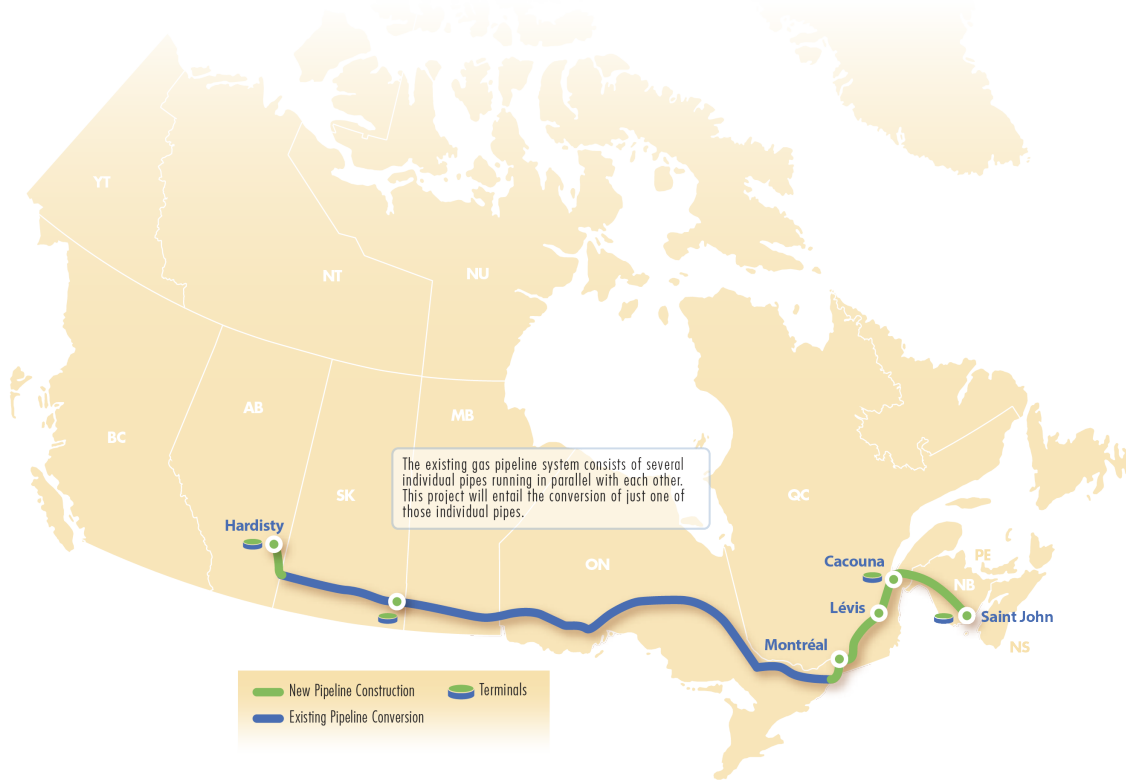 YT
NT
NU
AB
MB
BC
The existing gas pipeline system consists of several
individual pipes running in parallel with each other.
This project will entail the conversion of just one of
those individual pipes.
SK
QC
Hardisty
ON
Cacouna
PE
NB
Lévis
Saint John
Montréal
NS
New Pipeline Construction
Terminals
Existing Pipeline Conversion